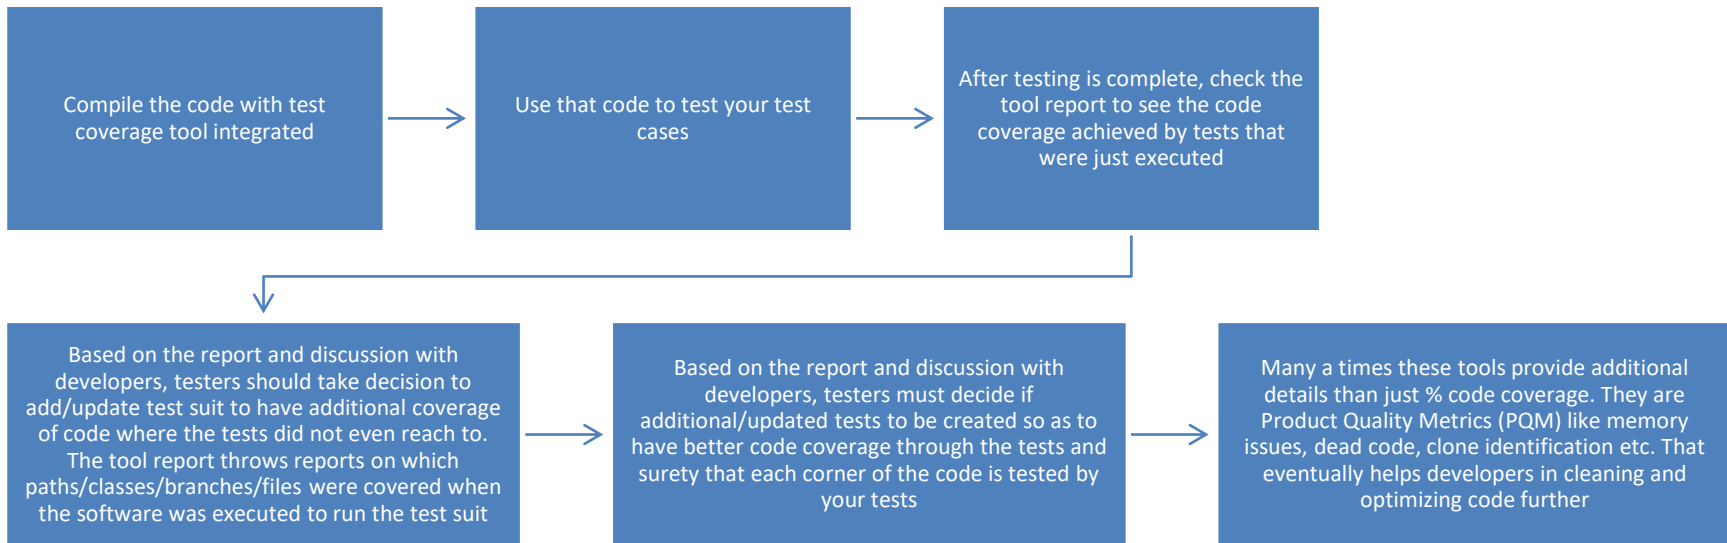 Compile the code with test
coverage tool integrated
Use that code to test your test
cases
After testing is complete, check the
tool report to see the code
coverage achieved by tests that
were just executed
Based on the report and discussion with
developers, testers should take decision to
add/update test suit to have additional coverage
of code where the tests did not even reach to.
The tool report throws reports on which
paths/classes/branches/files were covered when
the software was executed to run the test suit
Based on the report and discussion with
developers, testers must decide if
additional/updated tests to be created so as to
have better code coverage through the tests and
surety that each corner of the code is tested by
your tests
Many a times these tools provide additional
details than just % code coverage. They are
Product Quality Metrics (PQM) like memory
issues, dead code, clone identification etc. That
eventually helps developers in cleaning and
optimizing code further